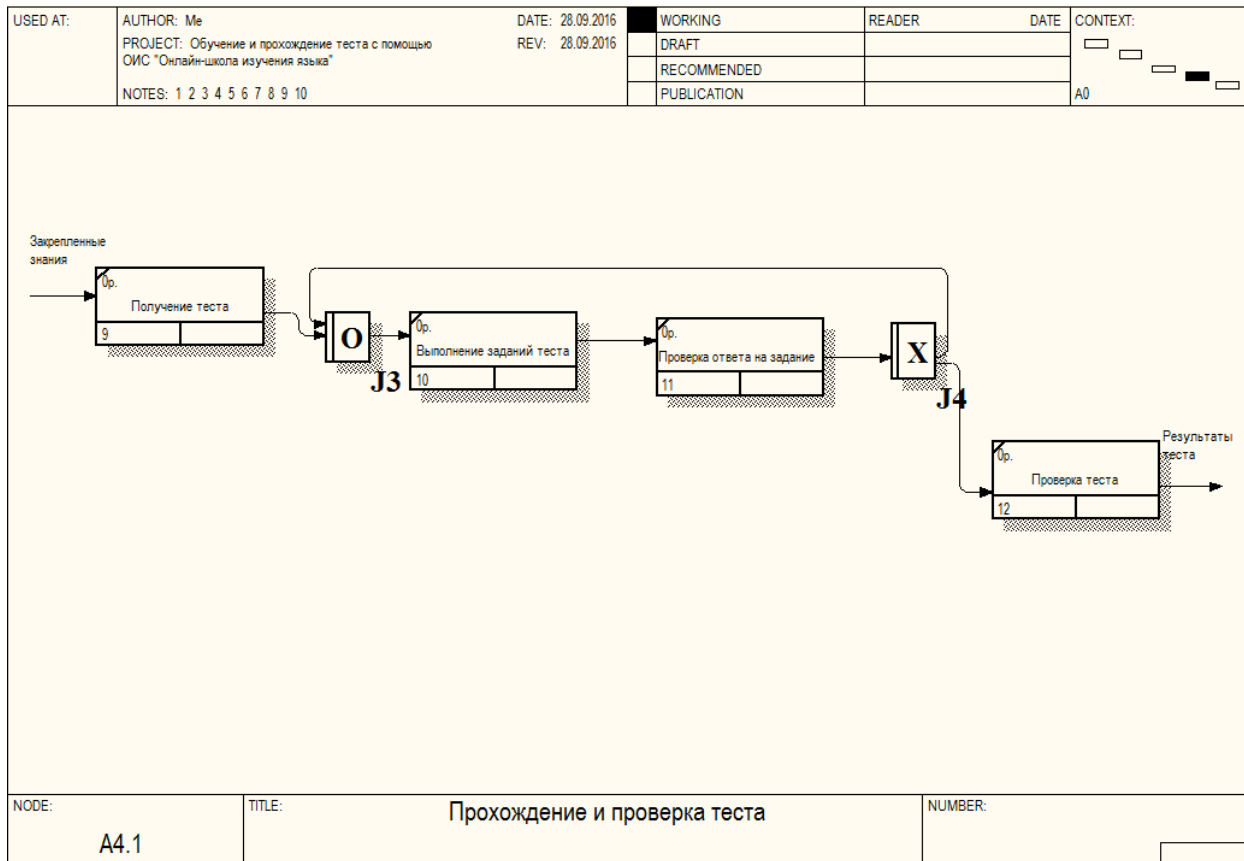 USED AT:
AUTHOR: Me
DATE: 28.09.2016
PROJECT: Обучение и прохождение теста с помощью
ОИС "Онлайн-школа изучения языка"
REV: 28.09.2016
NOTES: 1 2 3 4 5 6 7 8 9 10
WORKING
DRAFT
RECOMMENDED
PUBLICATION
READER
DATE
CONTEXT:
A0
Закрепленные
знания
0р.
Получение теста
9
O
J3
0р.
Выполнение заданий теста
10
0р.
Проверка ответа на задание
11
X
J4
0р.
Проверка теста
12
Результаты
теста
NODE:
A4.1
TITLE:
Прохождение и проверка теста
NUMBER: